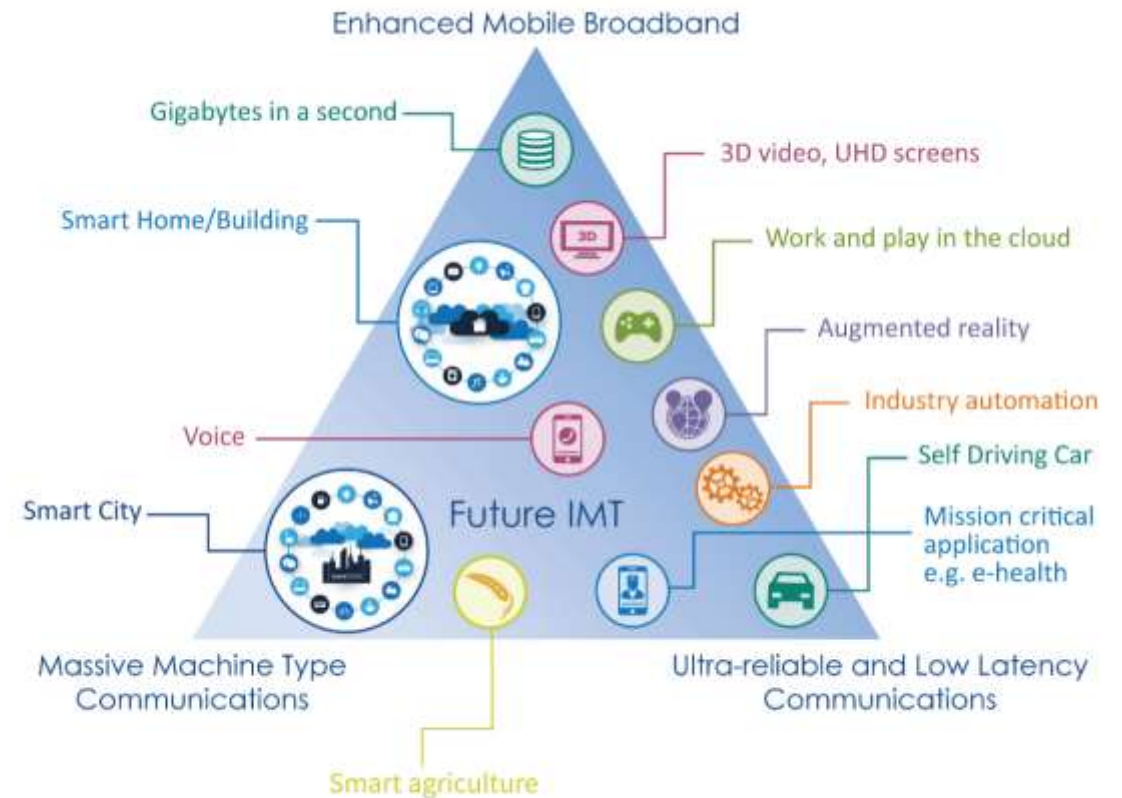 Enhanced Mobile Broadband
Gigabytes in a second
3D video, UHD screens
Smart Home/Building
3D
Work and play in the cloud
Augmented reality
Industry automation
Voice
Self Driving Car
Smart City
Future IMT
Mission critical
application
e.g. e-health
Massive Machine Type
Communications
Ultra-reliable and Low Latency
Communications
Smart agriculture